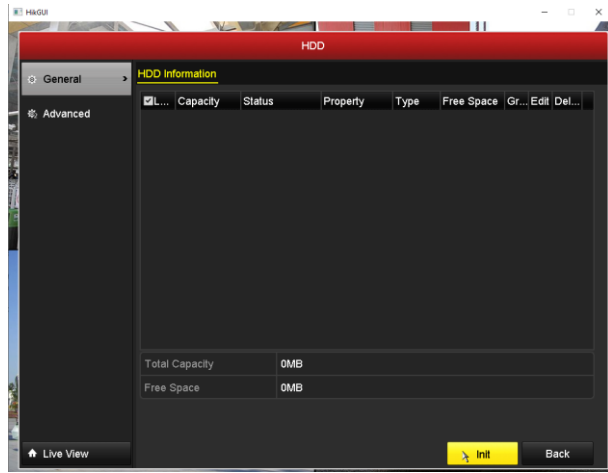 HikGUI
HDD
General
HDD Information
L... Capacity Status Property Type Free Space Gr... Edit Del...
Advanced
Total Capacity 0MB
Free Space 0MB
Live View Init Back